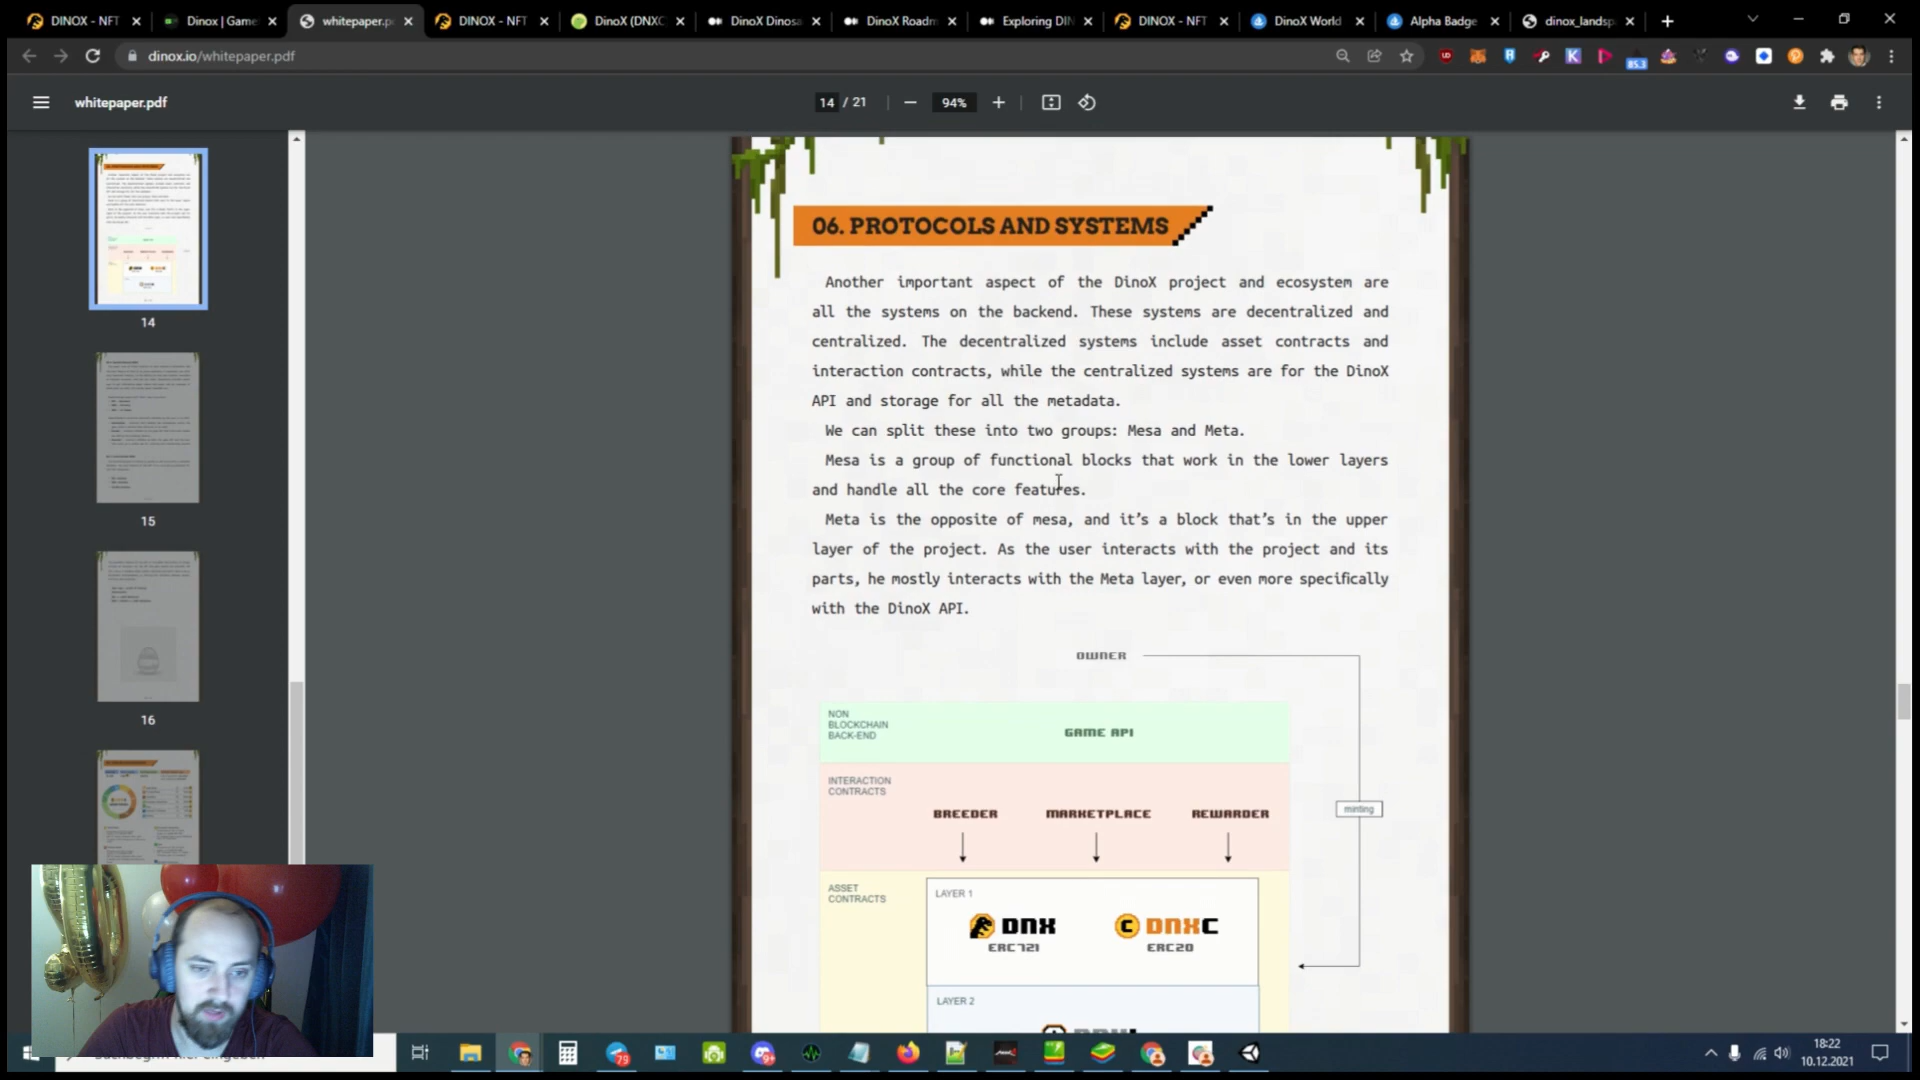 DINOX - NFT
Dinox | Game
whitepaper.p
DINOX - NFT
DinoX (DNXC
DinoX Dinosa
DinoX Roadm
Exploring DIN
DINOX - NFT
DinoX World
Alpha Badge
dinox_landsp
dinox.io/whitepaper.pdf
85.3
whitepaper.pdf
14 / 21
94%
14
15
16
06. PROTOCOLS AND SYSTEMS
Another important aspect of the DinoX project and ecosystem are
all the systems on the backend. These systems are decentralized and
centralized. The decentralized systems include asset contracts and
interaction contracts, while the centralized systems are for the DinoX
API and storage for all the metadata.
We can split these into two groups: Mesa and Meta.
Mesa is a group of functional blocks that work in the lower layers
and handle all the core features.
Meta is the opposite of mesa, and it's a block that's in the upper
layer of the project. As the user interacts with the project and its
parts, he mostly interacts with the Meta layer, or even more specifically
with the DinoX API.
OWNER
NON
BLOCKCHAIN
BACK-END
GAME API
INTERACTION
CONTRACTS
BREEDER
MARKETPLACE
REWARDER
minting
ASSET
CONTRACTS
LAYER 1
DNX
ERC721
C DNXC
ERC20
LAYER 2
79
9+
18:22
10.12.2021